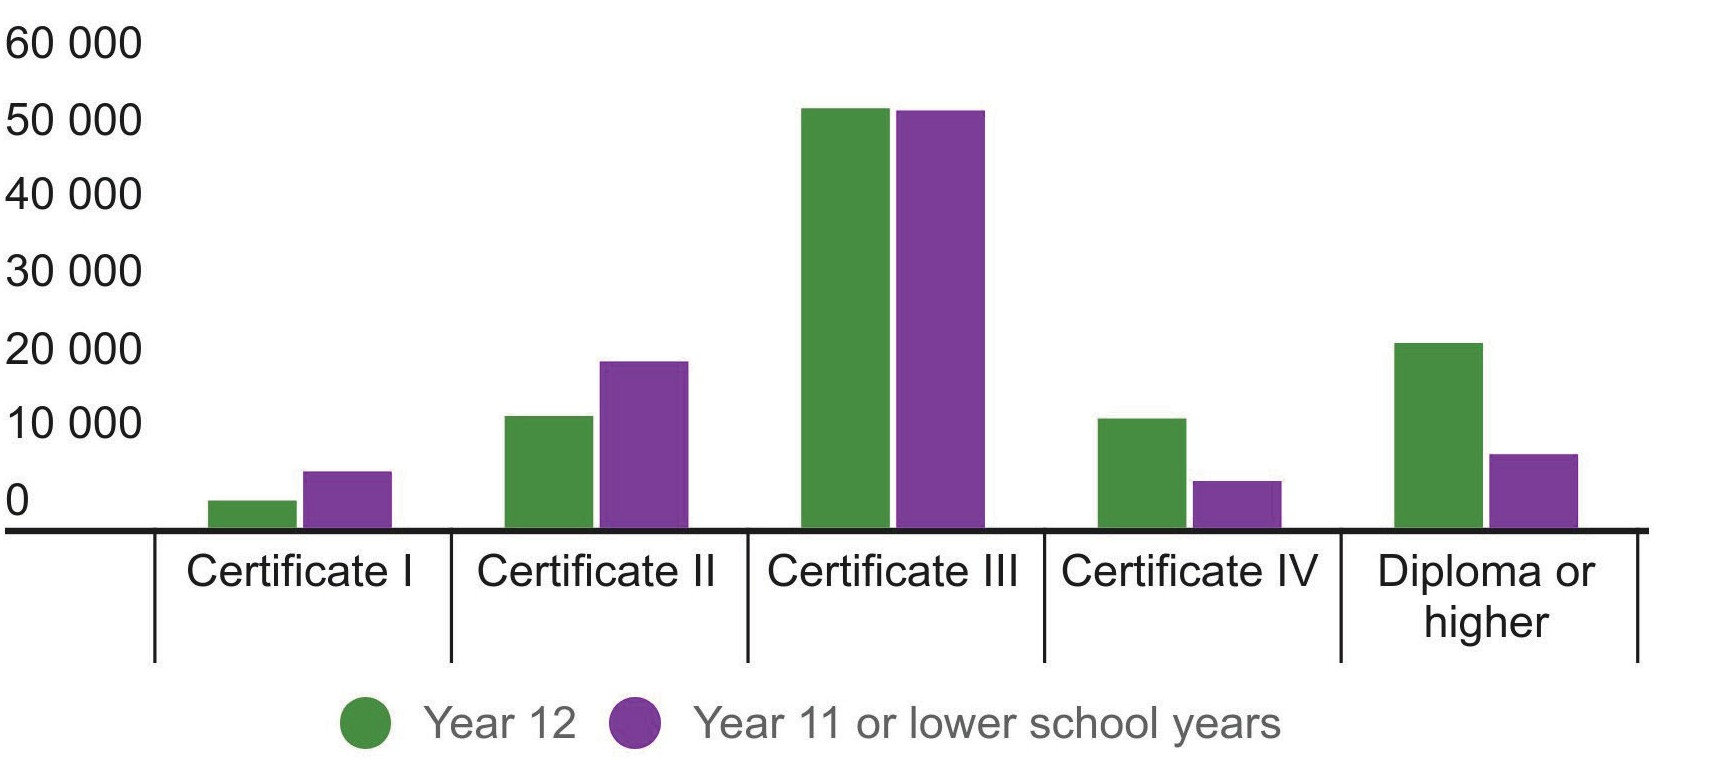 60 000
50 000
40 000
30 000
20 000
10 000
0
Certificate I Certificate II Certificate III Certificate IV Diploma or
higher
Year 12 Year 11 or lower school years